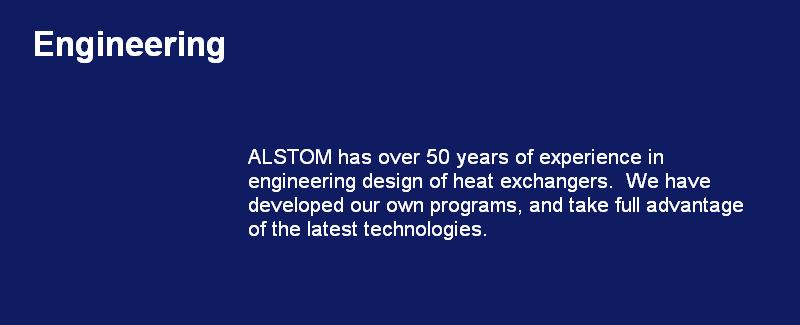 Engineering
ALSTOM has over 50 years of experience in
engineering design of heat exchangers.  We have
developed our own programs, and take full advantage
of the latest technologies.